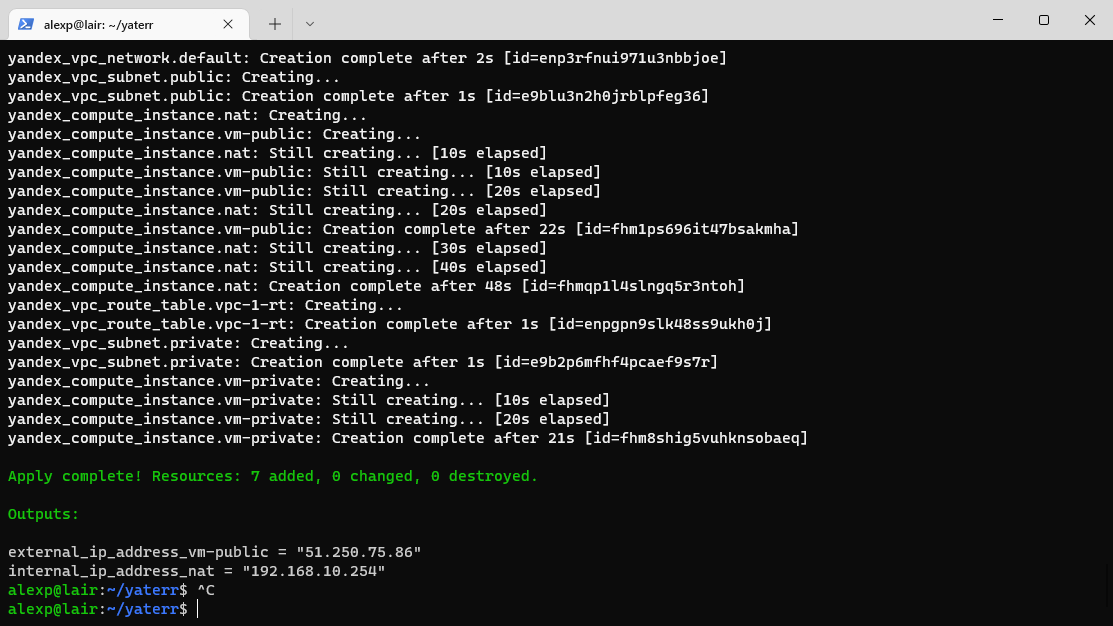 alexp@lair: ~/yaterr
yandex_vpc_network.default: Creation complete after 2s [id=enp3rfnui971u3nbbjoe]
yandex_vpc_subnet.public: Creating...
yandex_vpc_subnet.public: Creation complete after 1s [id=e9blu3n2h0jrblpfeg36]
yandex_compute_instance.nat: Creating...
yandex_compute_instance.vm-public: Creating...
yandex_compute_instance.nat: Still creating... [10s elapsed]
yandex_compute_instance.vm-public: Still creating... [10s elapsed]
yandex_compute_instance.vm-public: Still creating... [20s elapsed]
yandex_compute_instance.nat: Still creating... [20s elapsed]
yandex_compute_instance.vm-public: Creation complete after 22s [id=fhm1ps696it47bsakmha]
yandex_compute_instance.nat: Still creating... [30s elapsed]
yandex_compute_instance.nat: Still creating... [40s elapsed]
yandex_compute_instance.nat: Creation complete after 48s [id=fhmqp1l4slngq5r3ntoh]
yandex_vpc_route_table.vpc-1-rt: Creating...
yandex_vpc_route_table.vpc-1-rt: Creation complete after 1s [id=enpgpn9slk48ss9ukh0j]
yandex_vpc_subnet.private: Creating...
yandex_vpc_subnet.private: Creation complete after 1s [id=e9b2p6mfhf4pcaef9s7r]
yandex_compute_instance.vm-private: Creating...
yandex_compute_instance.vm-private: Still creating... [10s elapsed]
yandex_compute_instance.vm-private: Still creating... [20s elapsed]
yandex_compute_instance.vm-private: Creation complete after 21s [id=fhm8shig5vuhknsobaeq]
Apply complete! Resources: 7 added, 0 changed, 0 destroyed.
Outputs:
external_ip_address_vm-public = "51.250.75.86"
internal_ip_address_nat = "192.168.10.254"
alexp@lair:~/yaterr$ ^C
alexp@lair:~/yaterr$